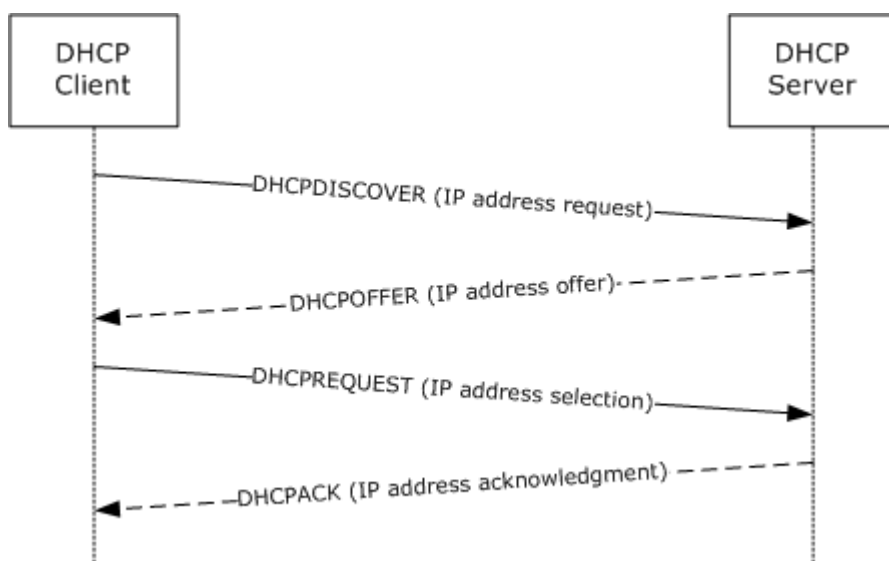 DHCP
Client
DHCP
Server
DHCPDISCOVER (IP address request)
DHCPOFFER (IP address offer)
DHCPREQUEST (IP address selection)
DHCPACK (IP address acknowledgment)